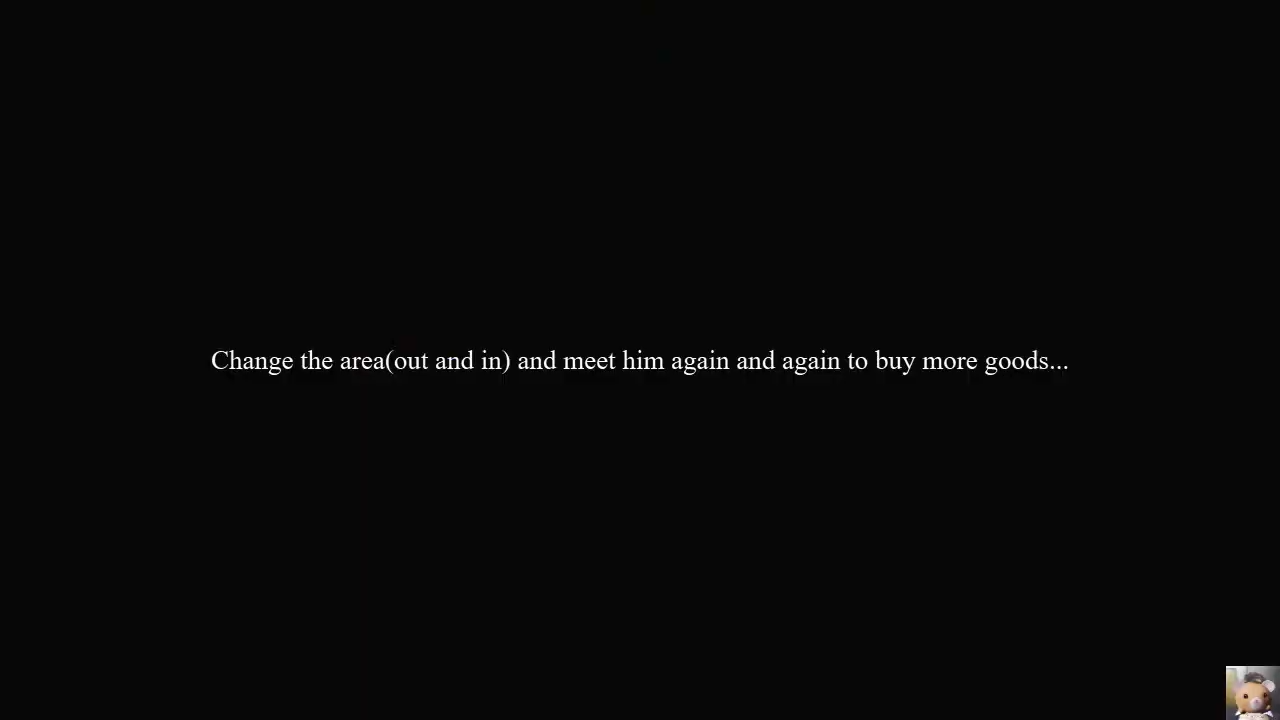 Change the area(out and in) and meet him again and again to buy more goods...